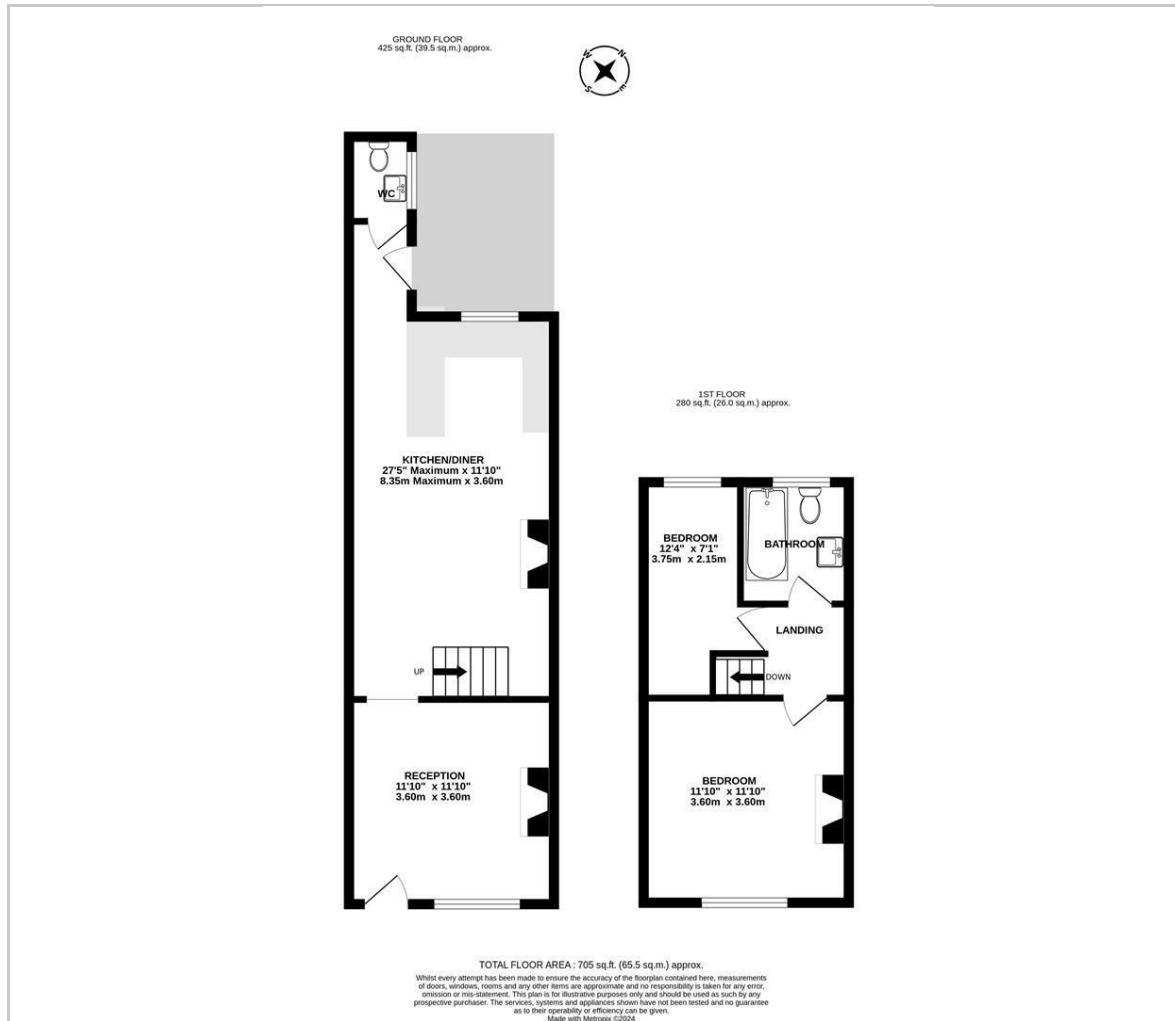 GROUND FLOOR
425 sq.ft. (39.5 sq.m.) approx.
W N
S E
WC
1ST FLOOR
280 sq.ft. (26.0 sq.m.) approx.
KITCHEN/DINER
27'5" Maximum x 11'10"
8.35m Maximum x 3.60m
BEDROOM
12'4" x 7'1"
3.75m x 2.15m
BATHROOM
LANDING
UP
DOWN
RECEPTION
11'10" x 11'10"
3.60m x 3.60m
BEDROOM
11'10" x 11'10"
3.60m x 3.60m
TOTAL FLOOR AREA : 705 sq.ft. (65.5 sq.m.) approx.
Whilst every attempt has been made to ensure the accuracy of the floorplan contained here, measurements
of doors, windows, rooms and any other items are approximate and no responsibility is taken for any error,
omission or mis-statement. This plan is for illustrative purposes only and should be used as such by any
prospective purchaser. The services, systems and appliances shown have not been tested and no guarantee
as to their operability or efficiency can be given.
Made with Metropix ©2024